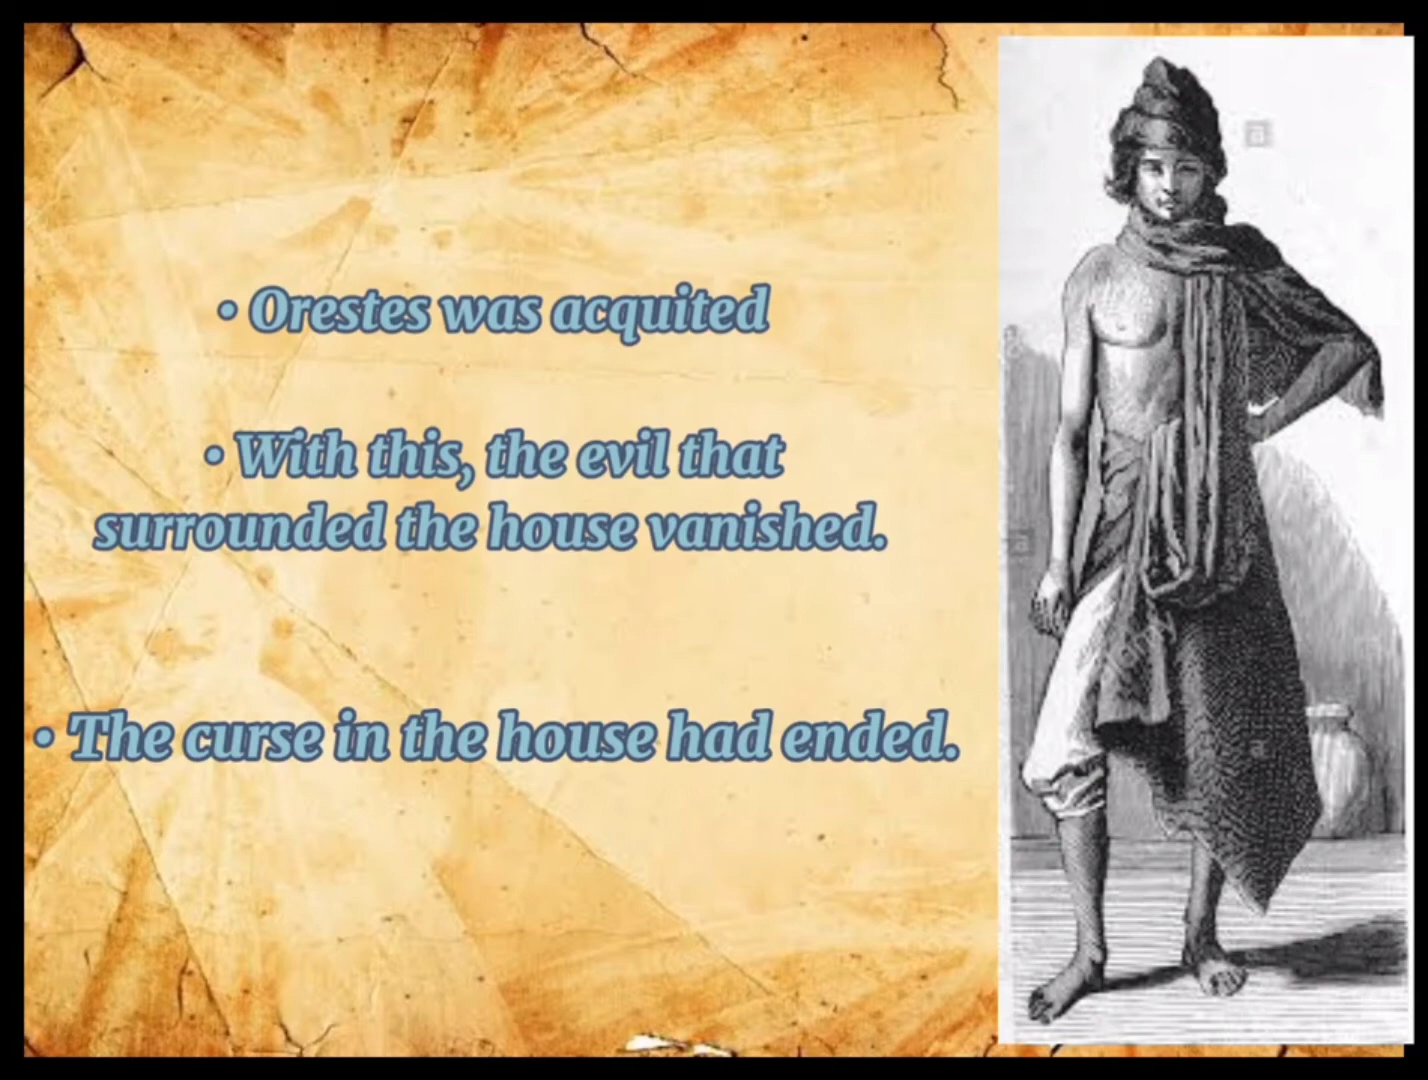 • Orestes was acquited
• With this, the evil that
surrounded the house vanished.
• The curse in the house had ended.